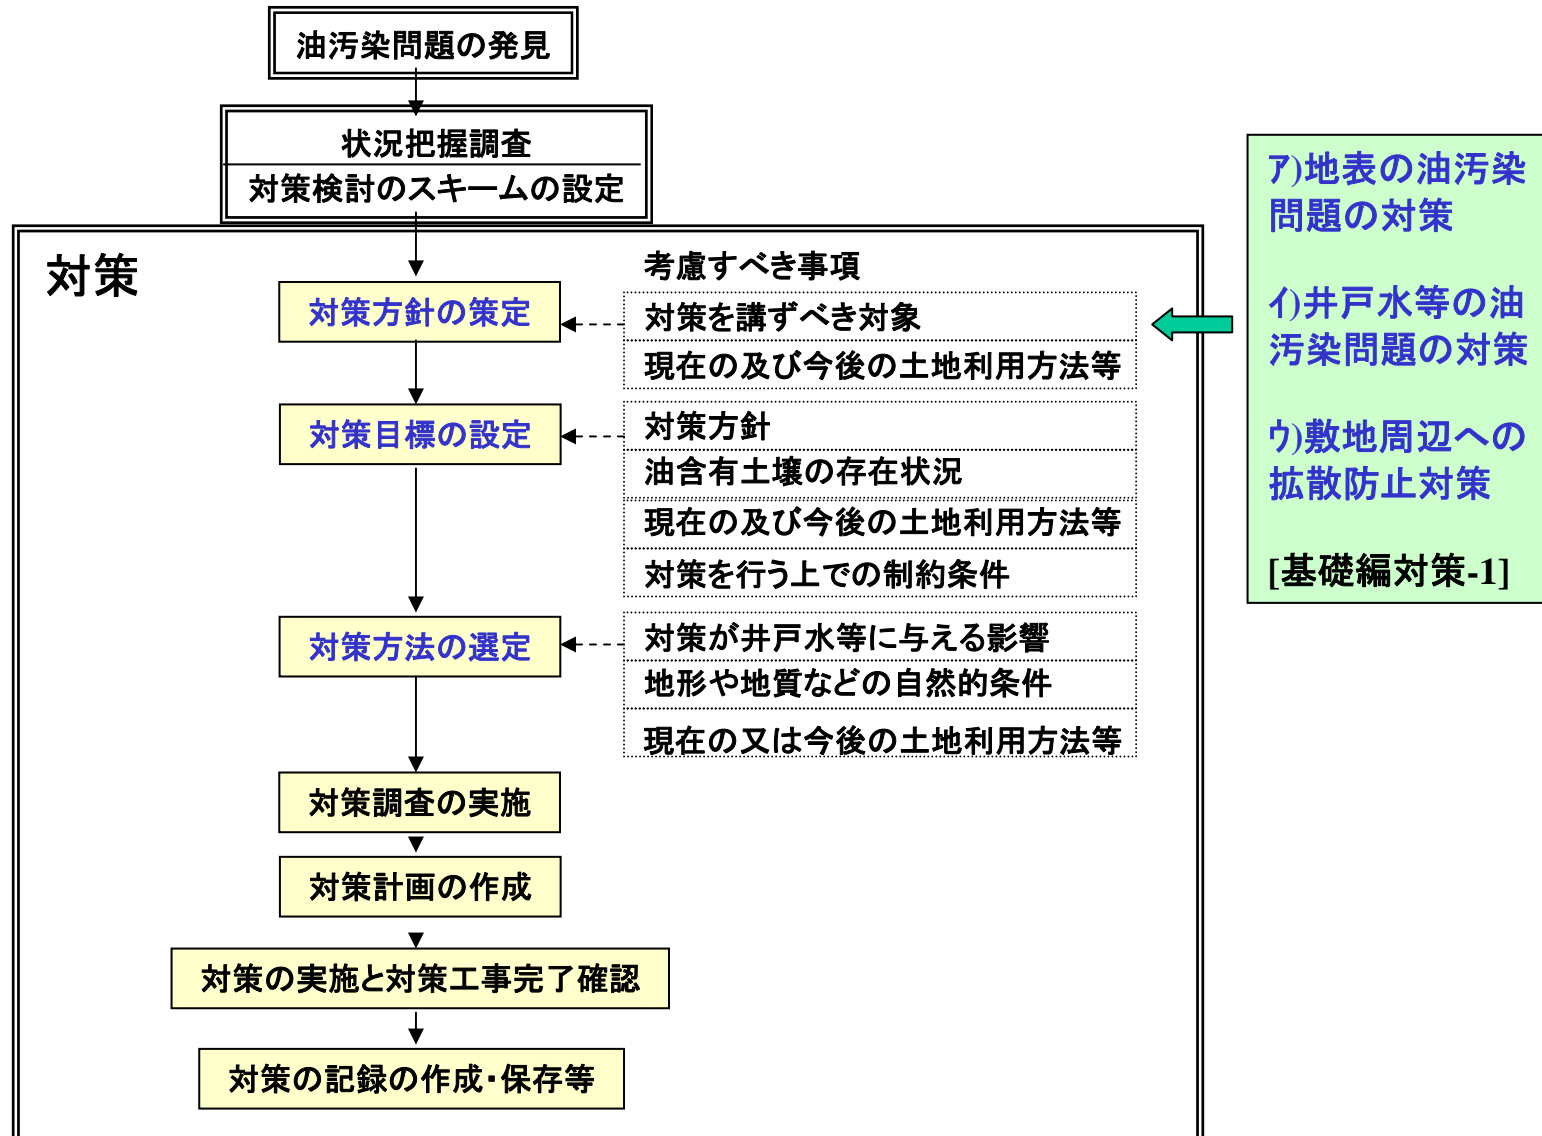 油汚染問題の発見
状況把握調査
対策検討のスキームの設定
対策
対策方針の策定
考慮すべき事項
対策を講ずべき対象
現在の及び今後の土地利用方法等
対策目標の設定
対策方針
油含有土壌の存在状況
現在の及び今後の土地利用方法等
対策を行う上での制約条件
対策方法の選定
対策が井戸水等に与える影響
地形や地質などの自然的条件
現在の又は今後の土地利用方法等
対策調査の実施
対策計画の作成
対策の実施と対策工事完了確認
対策の記録の作成・保存等
ア)地表の油汚染
問題の対策
イ)井戸水等の油
汚染問題の対策
ウ)敷地周辺への
拡散防止対策
[基礎編対策-1]